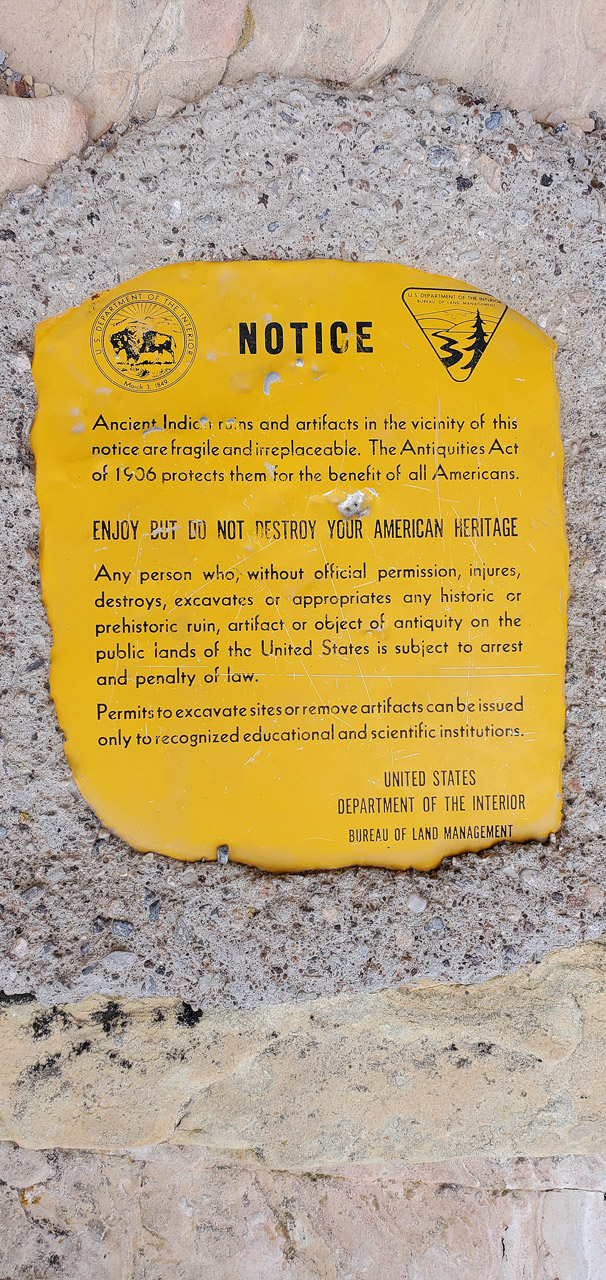 U.S. DEPARTMENT OF THE INTERIOR
March 3, 1849
NOTICE
U.S. DEPARTMENT OF THE INTERIOR
BUREAU OF LAND MANAGEMENT
Ancient Indian ruins and artifacts in the vicinity of this
notice are fragile and irreplaceable. The Antiquities Act
of 1906 protects them for the benefit of all Americans.
ENJOY BUT DO NOT DESTROY YOUR AMERICAN HERITAGE
Any person who, without official permission, injures,
destroys, excavates or appropriates any historic or
prehistoric ruin, artifact or object of antiquity on the
public lands of the United States is subject to arrest
and penalty of law.
Permits to excavate sites or remove artifacts can be issued
only to recognized educational and scientific institutions.
UNITED STATES
DEPARTMENT OF THE INTERIOR
BUREAU OF LAND MANAGEMENT